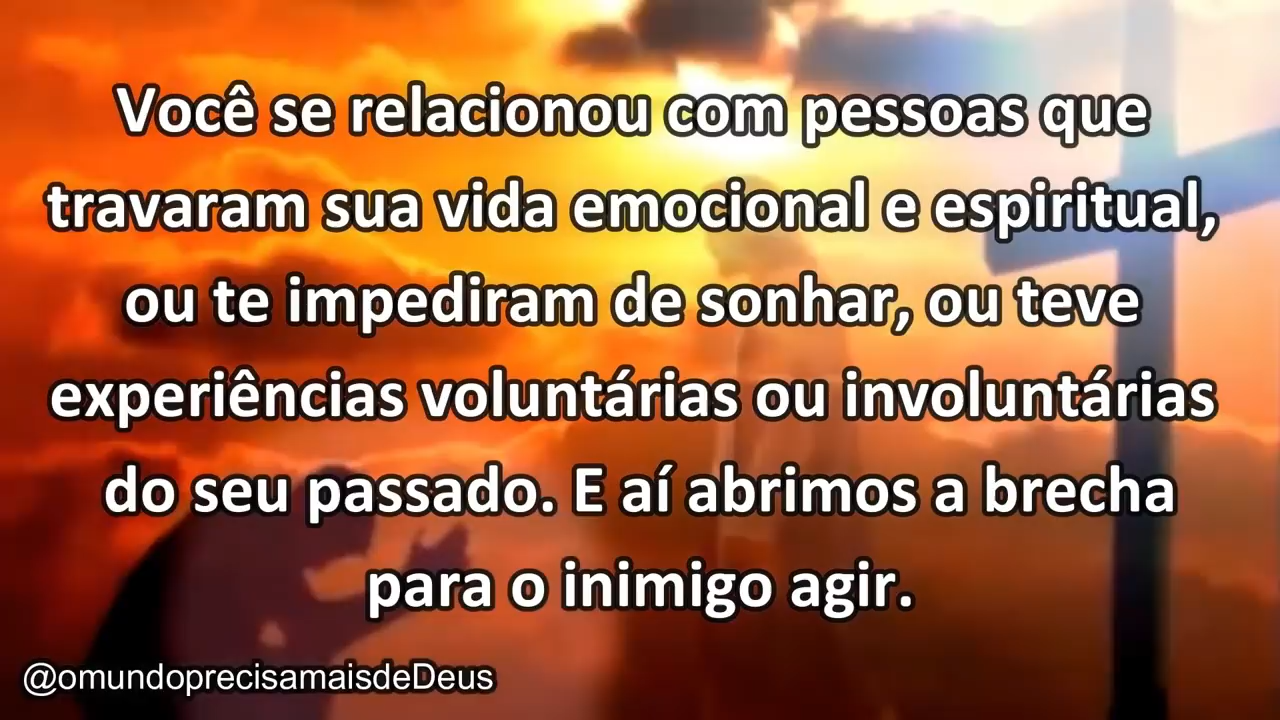 Você se relacionou com pessoas que
travaram sua vida emocional e espiritual,
ou te impediram de sonhar, ou teve
experiências voluntárias ou involuntárias
do seu passado. E aí abrimos a brecha
para o inimigo agir.
@omundoprecisamaisdeDeus